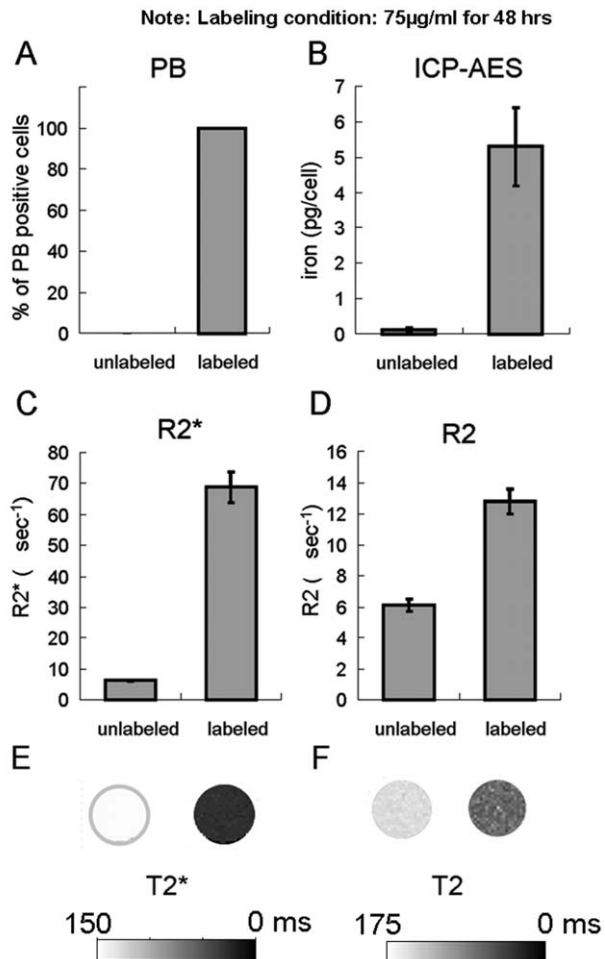 Note: Labeling condition: 75µg/ml for 48 hrs
A
PB
% of PB positive cells
100
80
60
40
20
0
unlabeled labeled
B
ICP-AES
iron (pg/cell)
7
6
5
4
3
2
1
0
unlabeled labeled
C
R2*
R2* ( sec-1)
80
70
60
50
40
30
20
10
0
unlabeled labeled
D
R2
R2 ( sec-1)
16
14
12
10
8
6
4
2
0
unlabeled labeled
E
T2*
150 0 ms
F
T2
175 0 ms